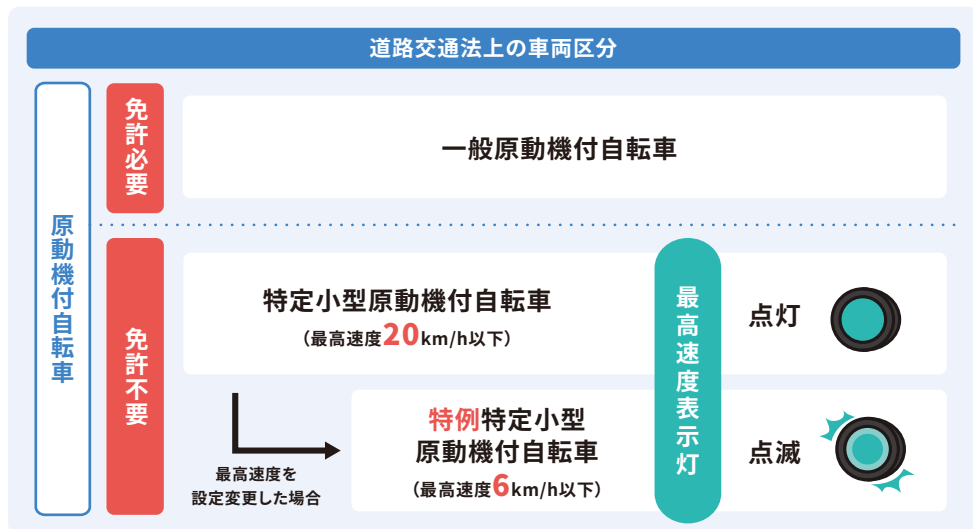 道路交通法上の車両区分
原動機付自転車
免許必要
一般原動機付自転車
免許不要
特定小型原動機付自転車
（最高速度20km/h以下）
最高速度表示灯
点灯
最高速度を
設定変更した場合
特例特定小型
原動機付自転車
（最高速度6km/h以下）
点滅